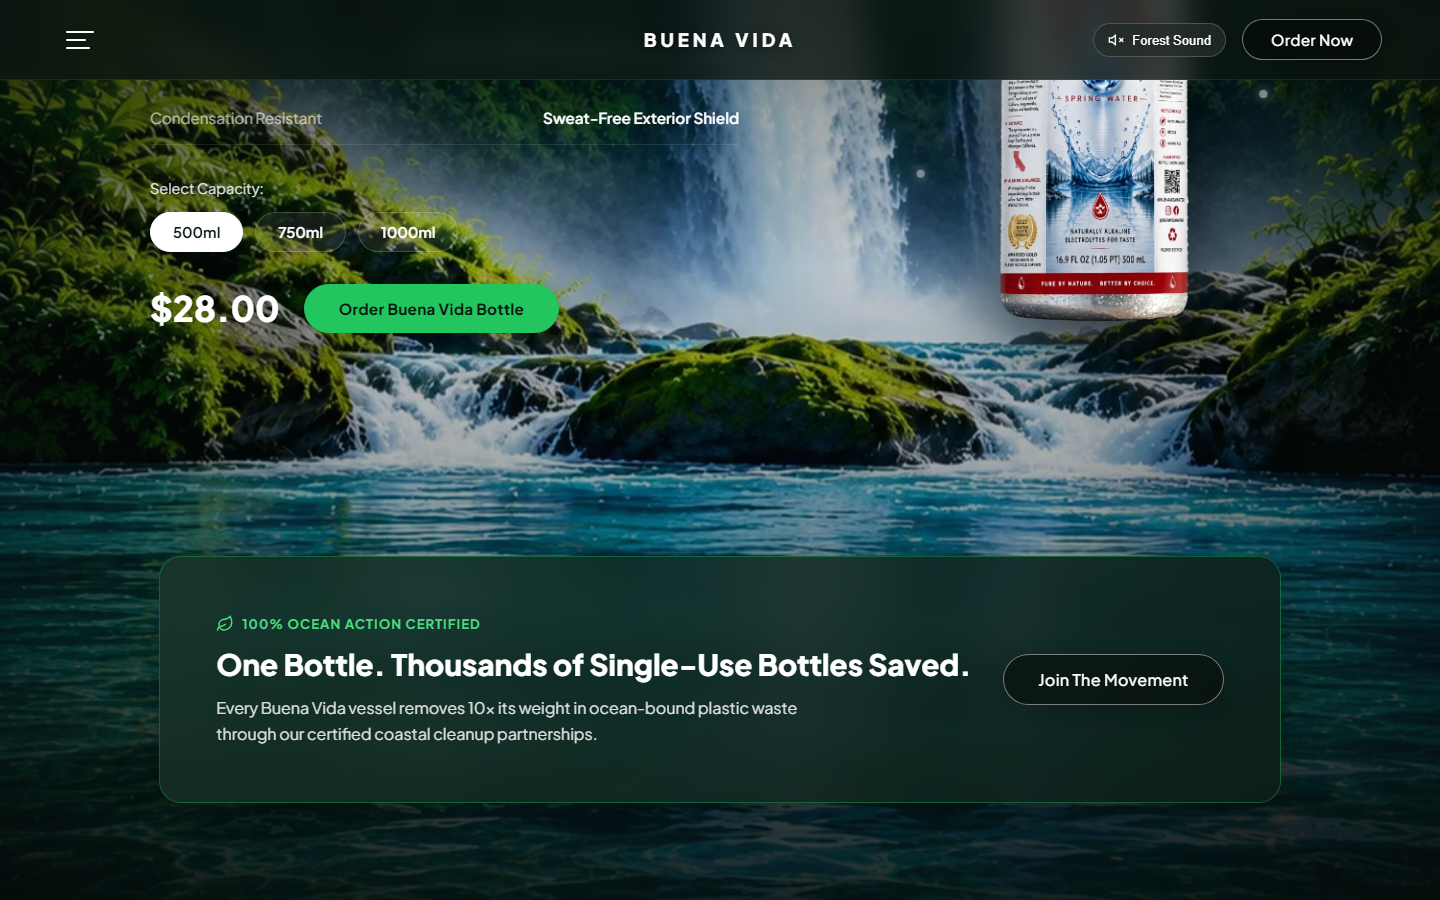 BUENA VIDA
Forest Sound
Order Now
Condensation Resistant
Sweat-Free Exterior Shield
Select Capacity:
500ml
750ml
1000ml
$28.00
Order Buena Vida Bottle
SPRING WATER
NATURALLY ALKALINE
ELECTROLYTES FOR TASTE
16.9 FL OZ (1.05 PT) 500 mL
PURE BY NATURE. BETTER BY CHOICE.
100% OCEAN ACTION CERTIFIED
One Bottle. Thousands of Single-Use Bottles Saved.
Every Buena Vida vessel removes 10× its weight in ocean-bound plastic waste
through our certified coastal cleanup partnerships.
Join The Movement